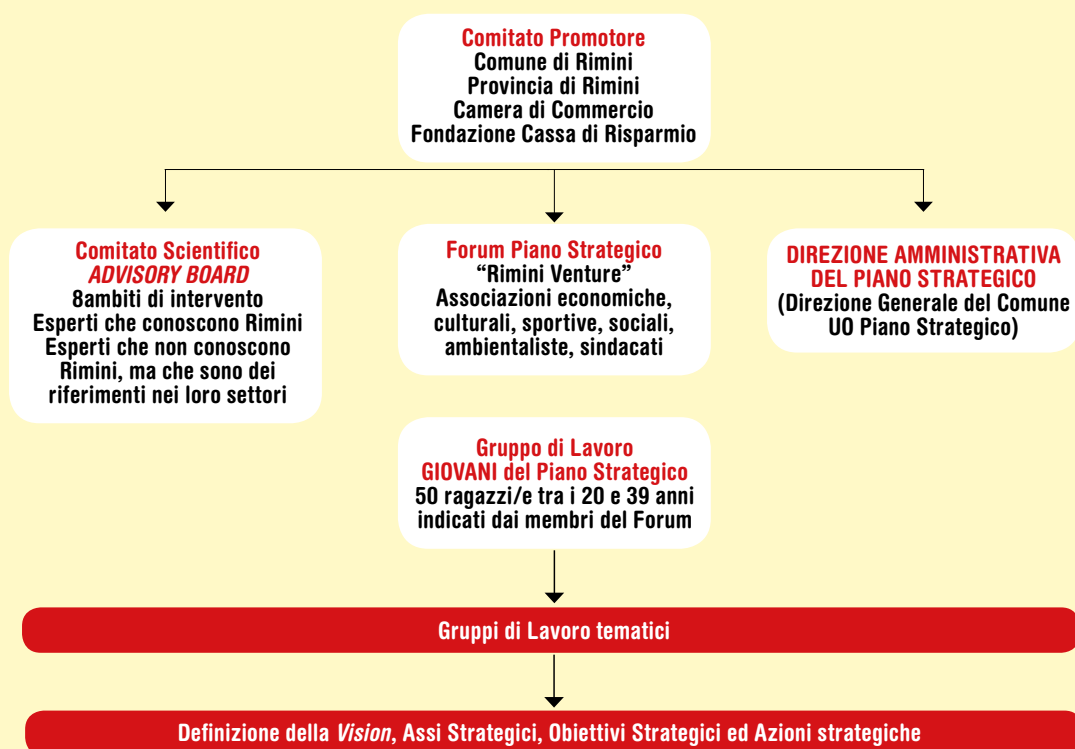 Comitato Promotore
Comune di Rimini
Provincia di Rimini
Camera di Commercio
Fondazione Cassa di Risparmio
Comitato Scientifico
ADVISORY BOARD
8ambiti di intervento
Esperti che conoscono Rimini
Esperti che non conoscono
Rimini, ma che sono dei
riferimenti nei loro settori
Forum Piano Strategico
“Rimini Venture”
Associazioni economiche,
culturali, sportive, sociali,
ambientaliste, sindacati
DIREZIONE AMMINISTRATIVA
DEL PIANO STRATEGICO
(Direzione Generale del Comune
UO Piano Strategico)
Gruppo di Lavoro
GIOVANI del Piano Strategico
50 ragazzi/e tra i 20 e 39 anni
indicati dai membri del Forum
Gruppi di Lavoro tematici
Definizione della Vision, Assi Strategici, Obiettivi Strategici ed Azioni strategiche